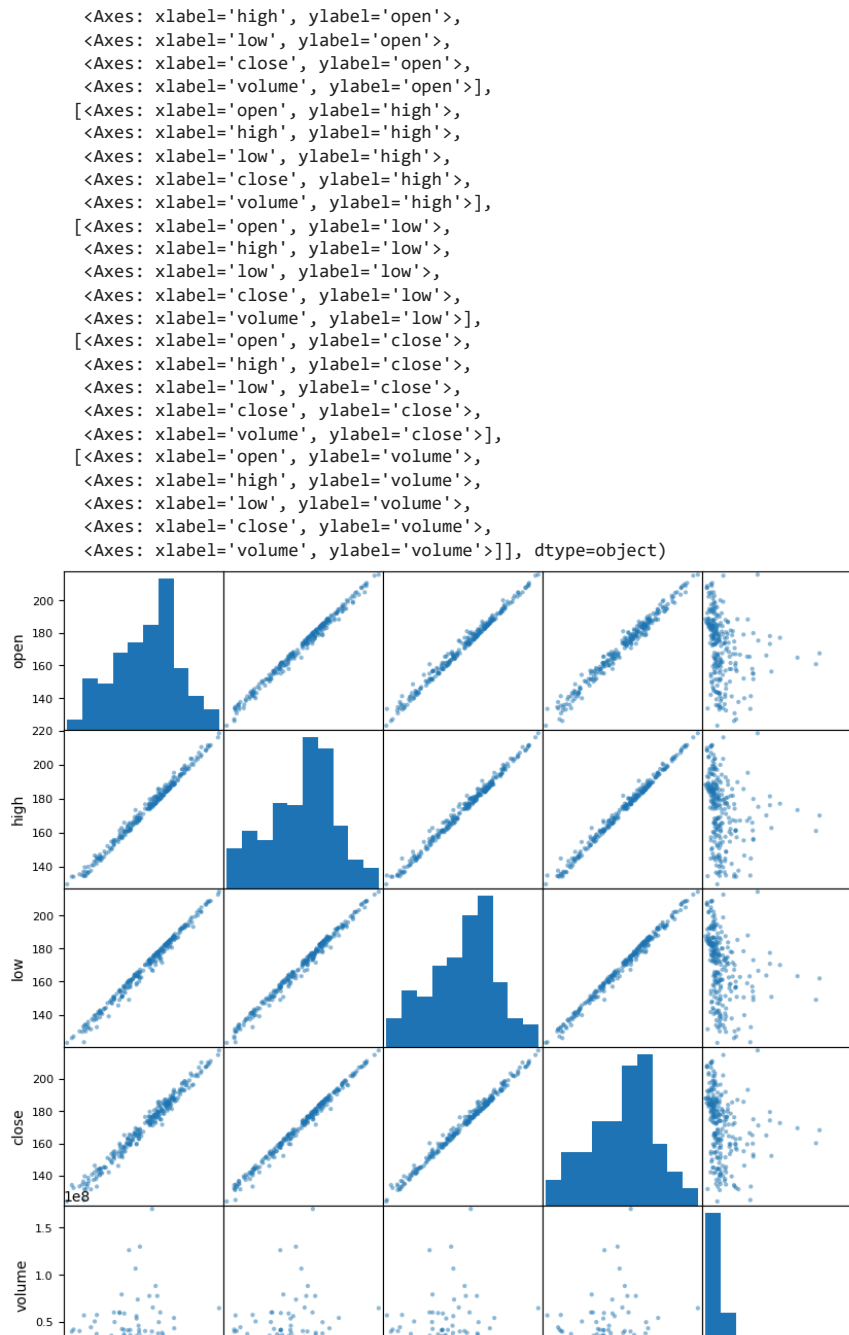 <Axes: xlabel='high', ylabel='open'>,
<Axes: xlabel='low', ylabel='open'>,
<Axes: xlabel='close', ylabel='open'>,
<Axes: xlabel='volume', ylabel='open'>],
[<Axes: xlabel='open', ylabel='high'>,
<Axes: xlabel='high', ylabel='high'>,
<Axes: xlabel='low', ylabel='high'>,
<Axes: xlabel='close', ylabel='high'>,
<Axes: xlabel='volume', ylabel='high'>],
[<Axes: xlabel='open', ylabel='low'>,
<Axes: xlabel='high', ylabel='low'>,
<Axes: xlabel='low', ylabel='low'>,
<Axes: xlabel='close', ylabel='low'>,
<Axes: xlabel='volume', ylabel='low'>],
[<Axes: xlabel='open', ylabel='close'>,
<Axes: xlabel='high', ylabel='close'>,
<Axes: xlabel='low', ylabel='close'>,
<Axes: xlabel='close', ylabel='close'>,
<Axes: xlabel='volume', ylabel='close'>],
[<Axes: xlabel='open', ylabel='volume'>,
<Axes: xlabel='high', ylabel='volume'>,
<Axes: xlabel='low', ylabel='volume'>,
<Axes: xlabel='close', ylabel='volume'>,
<Axes: xlabel='volume', ylabel='volume'>]], dtype=object)
open
200
180
160
140
high
220
200
180
160
140
low
200
180
160
140
close
200
180
160
140
1e8
volume
1.5
1.0
0.5